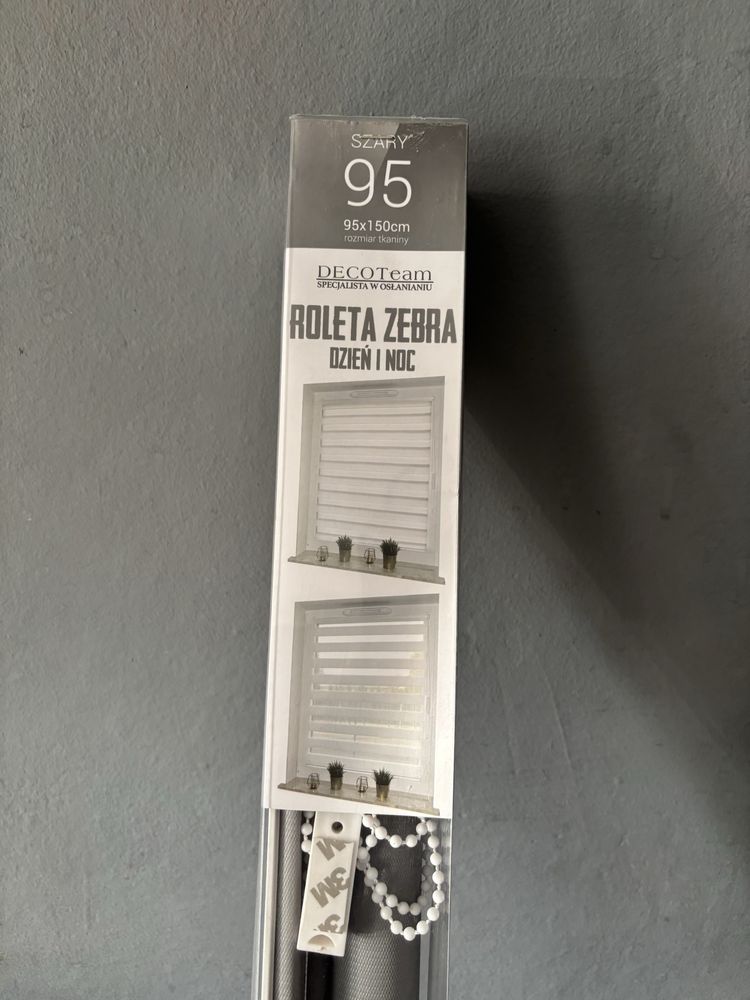 SZARY
95
95x150cm
rozmiar tkaniny
DECOTeam
SPECJALISTA W OSŁANIANIU
ROLETA ZEBRA
DZIEŃ I NOC
3M